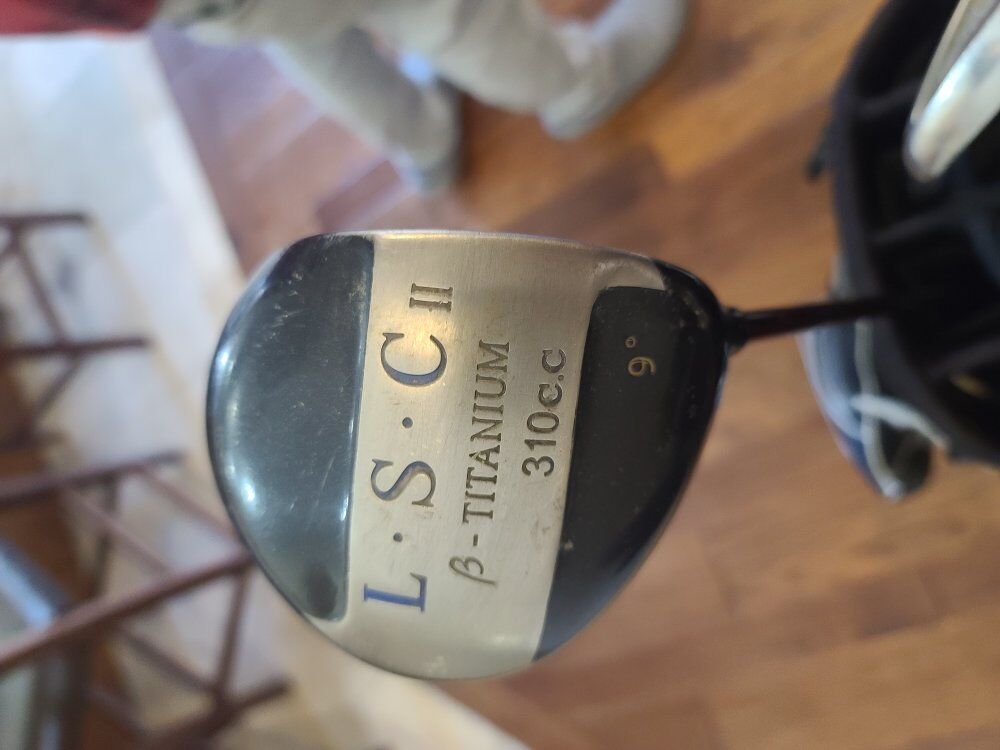 L·S·C II
β-TITANIUM
310c.c
9°